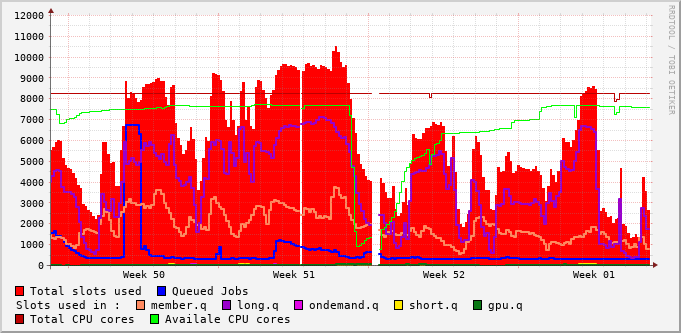 RRDTOOL / TOBI OETIKER
12000
11000
10000
9000
8000
7000
6000
5000
4000
3000
2000
1000
0
Week 50 Week 51 Week 52 Week 01
Total slots used Queued Jobs
Slots used in : member.q long.q ondemand.q short.q gpu.q
Total CPU cores Availale CPU cores